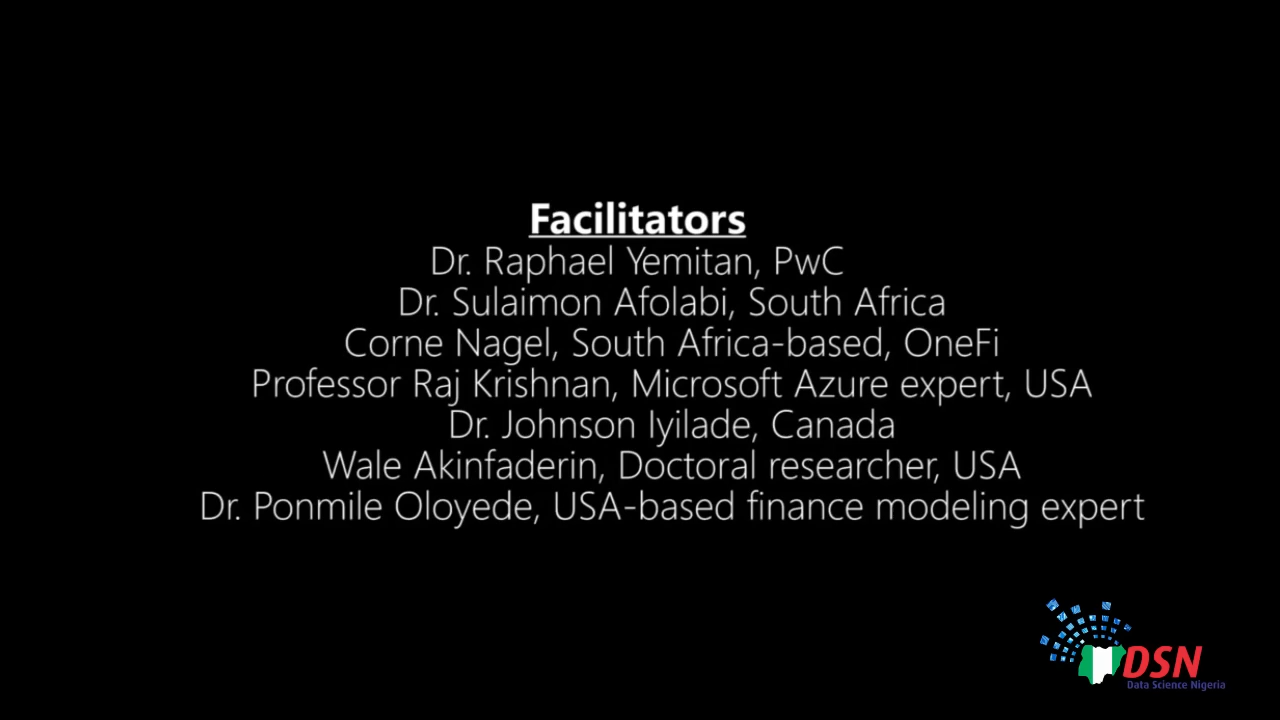 Facilitators
Dr. Raphael Yemitan, PwC
Dr. Sulaimon Afolabi, South Africa
Corne Nagel, South Africa-based, OneFi
Professor Raj Krishnan, Microsoft Azure expert, USA
Dr. Johnson Iyilade, Canada
Wale Akinfaderin, Doctoral researcher, USA
Dr. Ponmile Oloyede, USA-based finance modeling expert
DSN
Data Science Nigeria